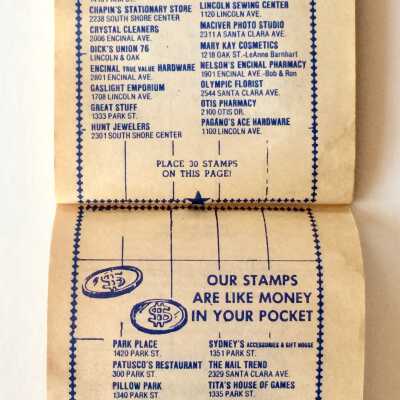 CHAPIN'S STATIONARY STORE
2238 SOUTH SHORE CENTER
CRYSTAL CLEANERS
2006 ENCINAL AVE.
DICK'S UNION 76
LINCOLN & OAK
ENCINAL TRUE VALUE HARDWARE
2801 ENCINAL AVE.
GASLIGHT EMPORIUM
1708 LINCOLN AVE.
GREAT STUFF
1333 PARK ST.
HUNT JEWELERS
2301 SOUTH SHORE CENTER
LINCOLN SEWING CENTER
1120 LINCOLN AVE.
MACIVER PHOTO STUDIO
2311 A SANTA CLARA AVE.
MARY KAY COSMETICS
1218 OAK ST.-LeAnne Barnhart
NELSON'S ENCINAL PHARMACY
1901 ENCINAL AVE.-Bob & Ron
OLYMPIC FLORIST
2544 SANTA CLARA AVE.
OTIS PHARMACY
2100 OTIS DR.
PAGANO'S ACE HARDWARE
1100 LINCOLN AVE.
PLACE 30 STAMPS
ON THIS PAGE!
OUR STAMPS
ARE LIKE MONEY
IN YOUR POCKET
PARK PLACE
1420 PARK ST.
PATUSCO'S RESTAURANT
300 PARK ST.
PILLOW PARK
1340 PARK ST.
SYDNEY'S ACCESSORIES & GIFT HOUSE
1351 PARK ST.
THE NAIL TREND
2329 SANTA CLARA AVE.
TITA'S HOUSE OF GAMES
1335 PARK ST.